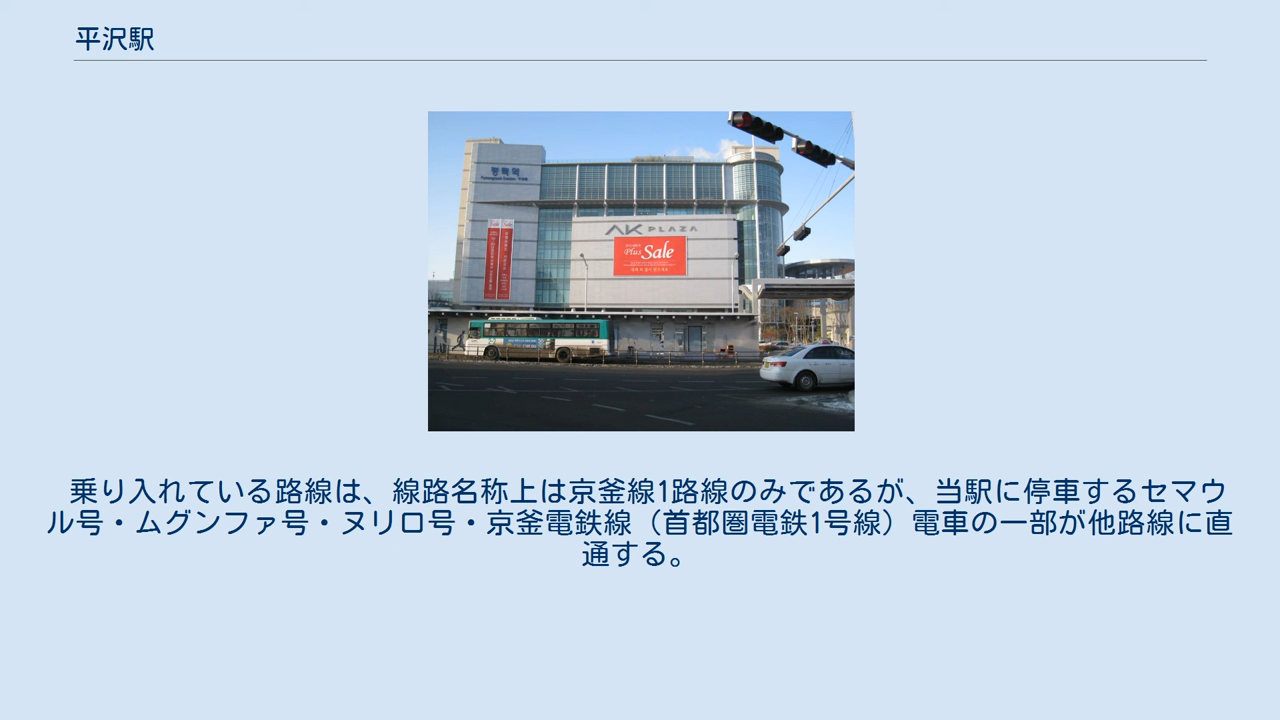 平沢駅
평택역
AK PLAZA
Plus Sale
乗り入れている路線は、線路名称上は京釜線1路線のみであるが、当駅に停車するセマウ
ル号・ムグンファ号・ヌリロ号・京釜電鉄線（首都圏電鉄1号線）電車の一部が他路線に直
通する。